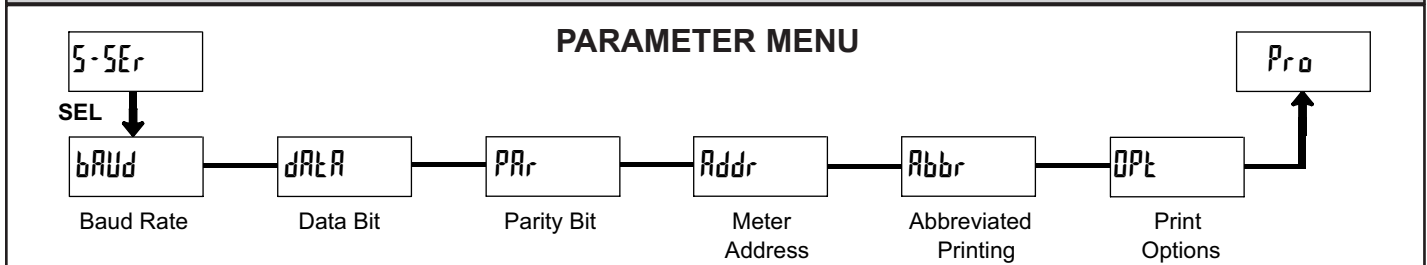 PARAMETER MENU
5-SEr
Pro
SEL
bAUd
dAtA
PAr
Addr
Abbr
OPt
Baud Rate
Data Bit
Parity Bit
Meter
Address
Abbreviated
Printing
Print
Options